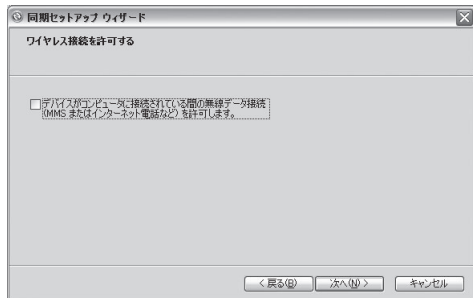 同期セットアップ ウィザード
ワイヤレス接続を許可する
デバイスがコンピュータに接続されている間の無線データ接続
(MMS またはインターネット電話など) を許可します。
< 戻る(B)
次へ(N) >
キャンセル